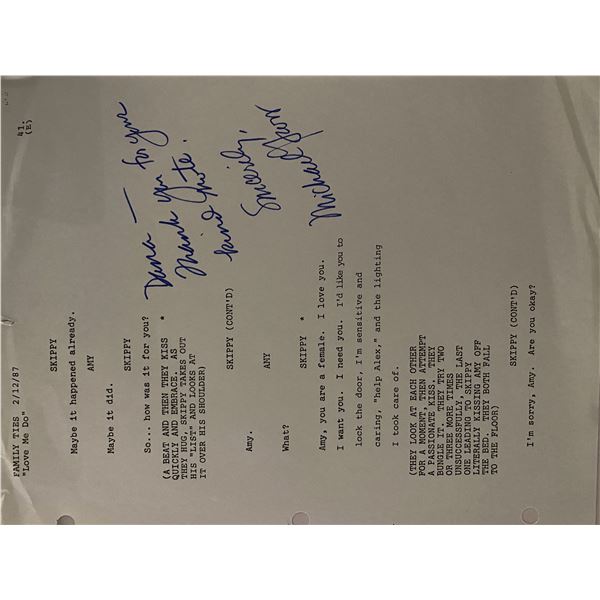 FAMILY TIES 2/12/87
"Love Me Do"
41.
(E)
SKIPPY
Maybe it happened already.
AMY
Maybe it did.
SKIPPY
So... how was it for you?
(A BEAT AND THEN THEY KISS *
QUICKLY AND EMBRACE. AS
THEY HUG, SKIPPY TAKES OUT
HIS "LIST" AND LOOKS AT
IT OVER HIS SHOULDER)
SKIPPY (CONT'D)
Amy.
AMY
What?
SKIPPY *
Amy, you are a female. I love you.
I want you. I need you. I'd like you to
lock the door, I'm sensitive and
caring, "help Alex," and the lighting
I took care of.
(THEY LOOK AT EACH OTHER
FOR A MOMENT, THEN ATTEMPT
A PASSIONATE KISS. THEY
BUNGLE IT. THEY TRY TWO
OR THREE MORE TIMES
UNSUCCESSFULLY. THE LAST
ONE LEADING TO SKIPPY
LITERALLY KISSING AMY OFF
THE BED. THEY BOTH FALL
TO THE FLOOR)
SKIPPY (CONT'D)
I'm sorry, Amy. Are you okay?
Dana —
Thank you for your
kind note.
Sincerely,
Michael